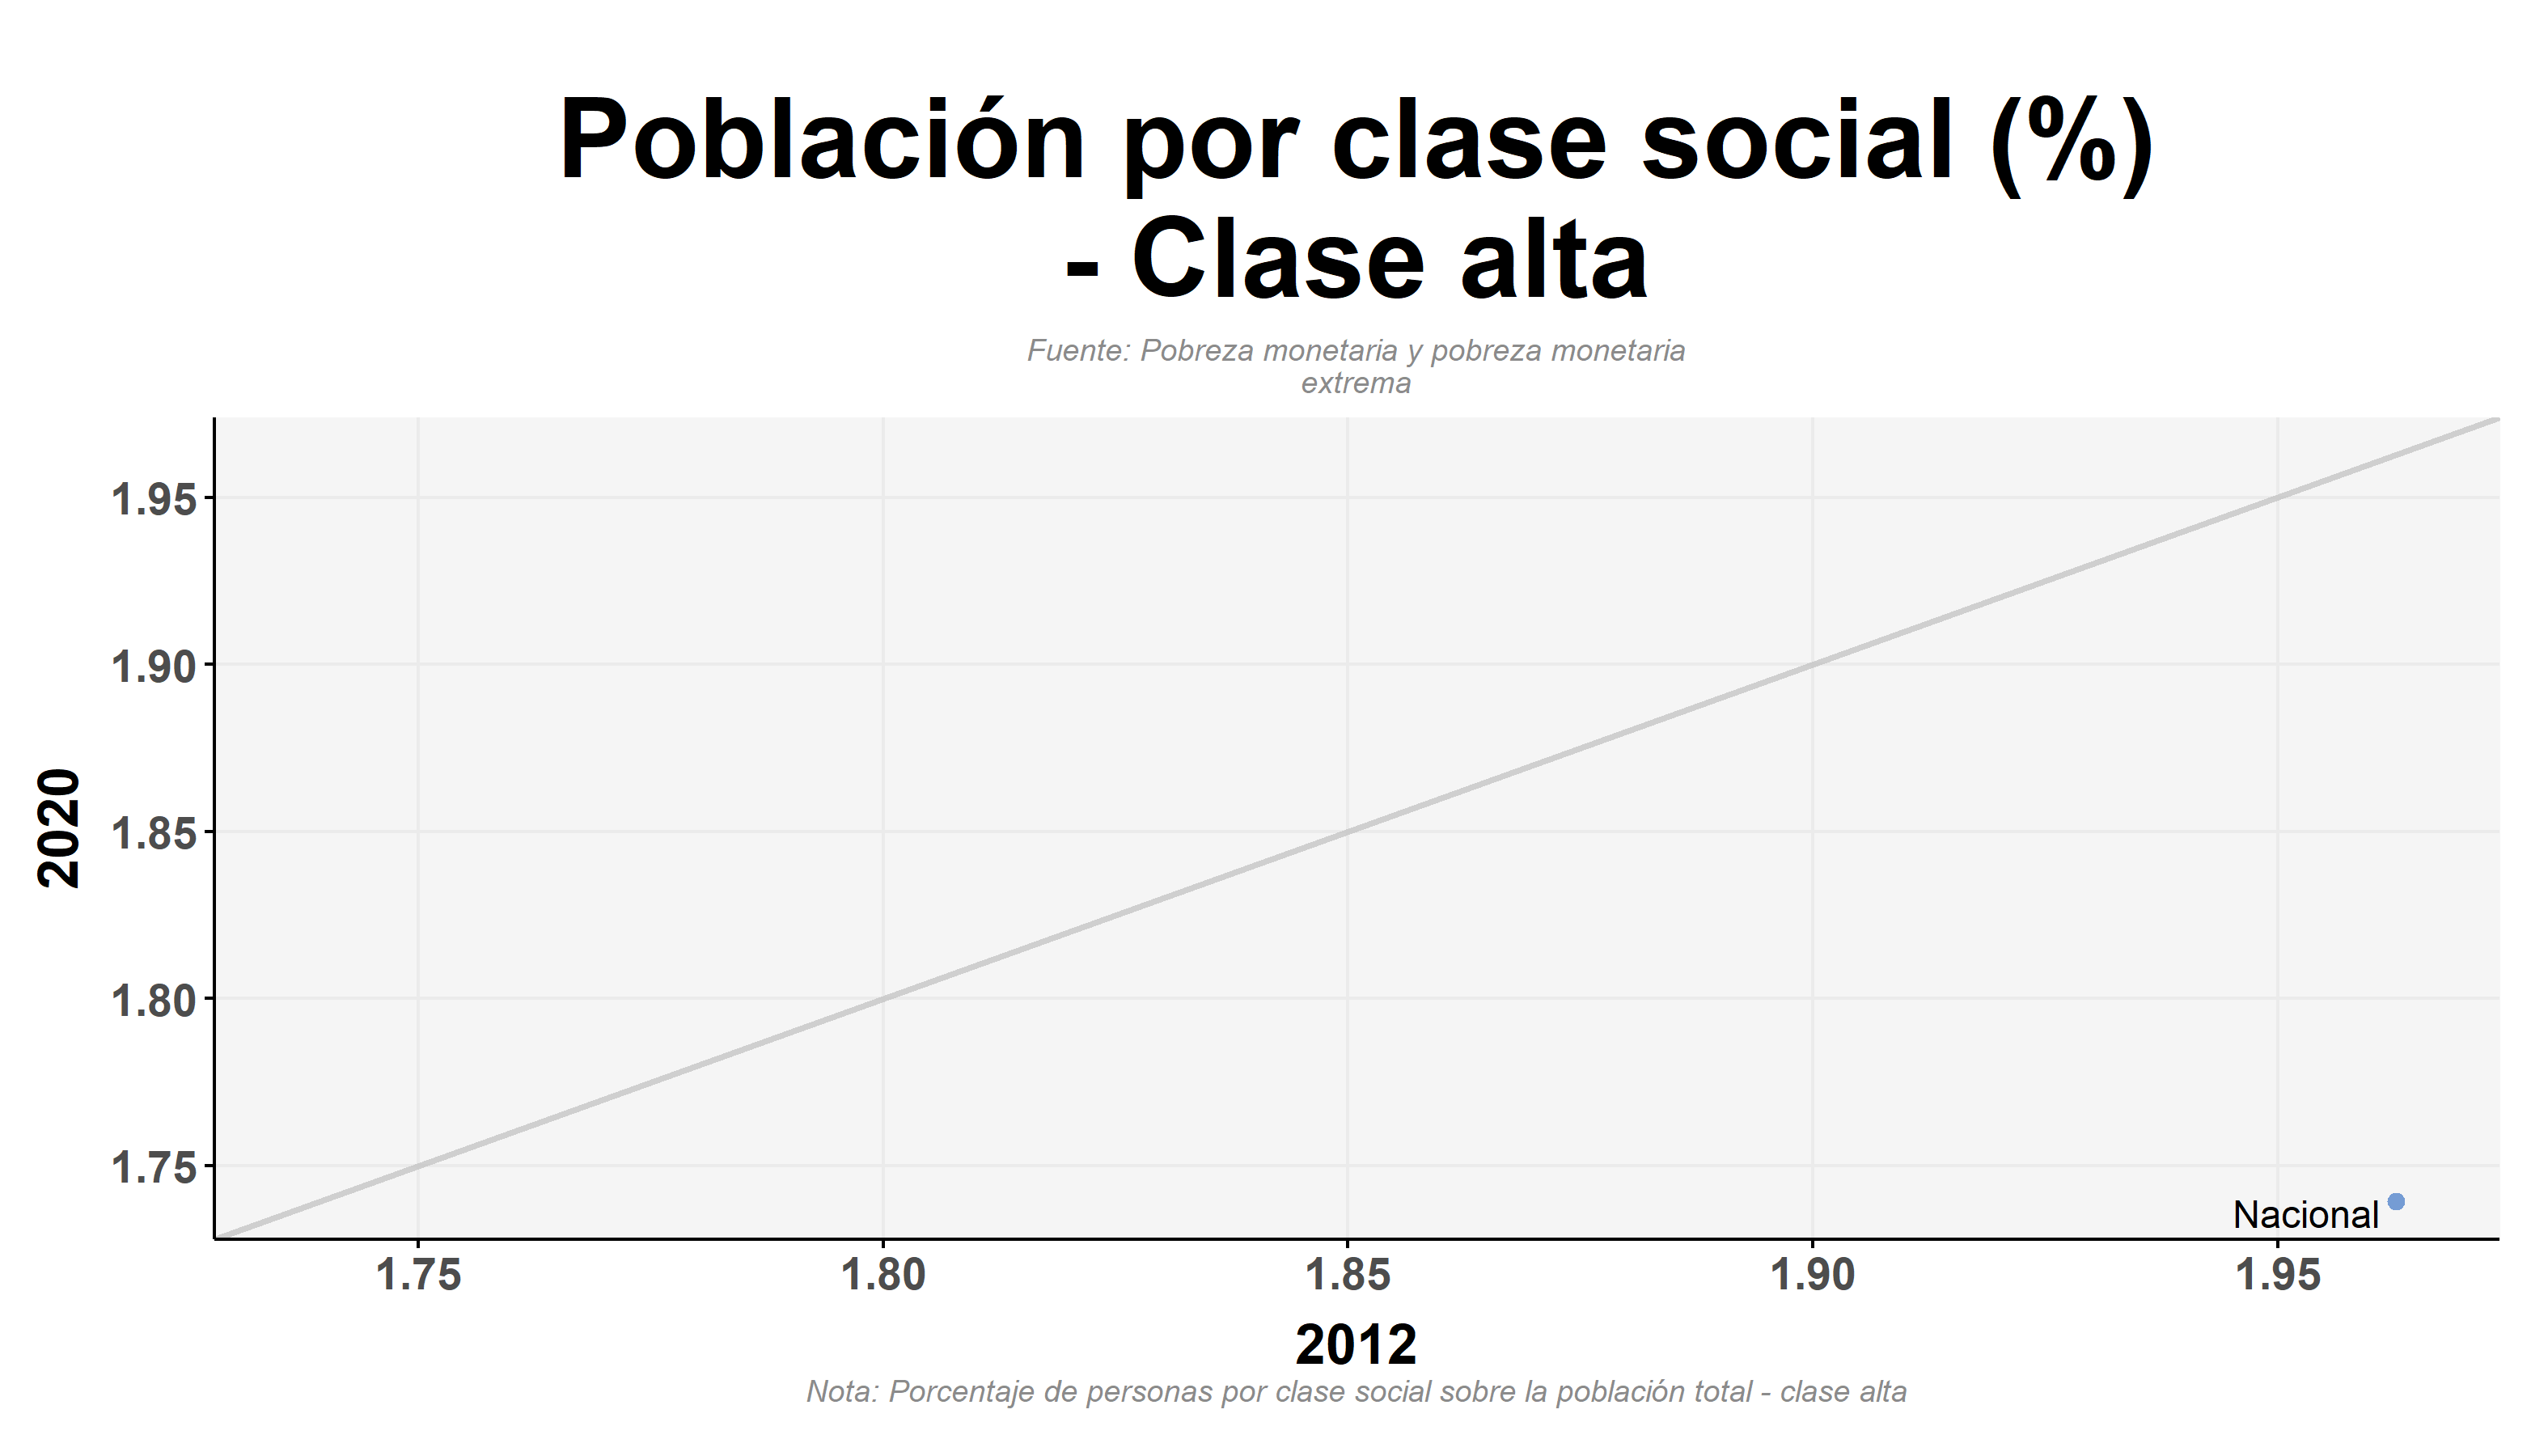 Población por clase social (%)
- Clase alta
Fuente: Pobreza monetaria y pobreza monetaria
extrema
1.95
1.90
1.85
1.80
1.75
2020
Nacional
1.75 1.80 1.85 1.90 1.95
2012
Nota: Porcentaje de personas por clase social sobre la población total - clase alta